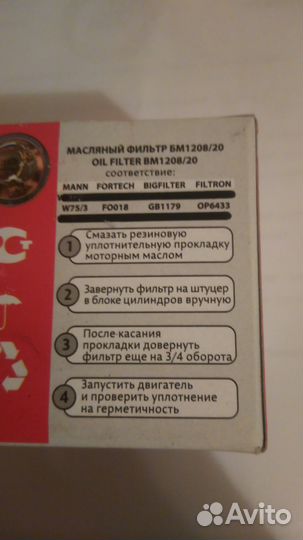 МАСЛЯНЫЙ ФИЛЬТР БМ1208/20
OIL FILTER BM1208/20
соответствие:
MANN FORTECH BIGFILTER FILTRON
W75/3 FO018 GB1179 OP6433
1 Смазать резиновую
уплотнительную прокладку
моторным маслом
2 Завернуть фильтр на штуцер
в блоке цилиндров вручную
3 После касания
прокладки довернуть
фильтр еще на 3/4 оборота
4 Запустить двигатель
и проверить уплотнение
на герметичность
Avito